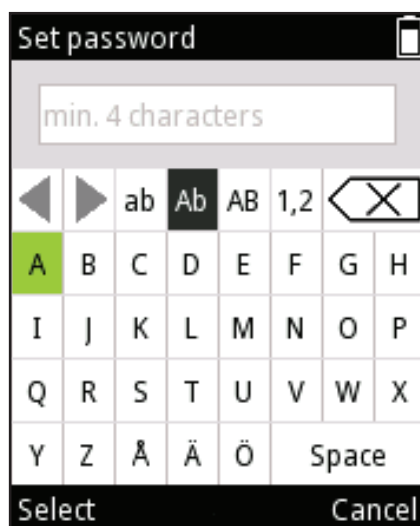 Set password
min. 4 characters
ab Ab AB 1,2
A B C D E F G H
I J K L M N O P
Q R S T U V W X
Y Z Å Ä Ö Space
Select Cancel